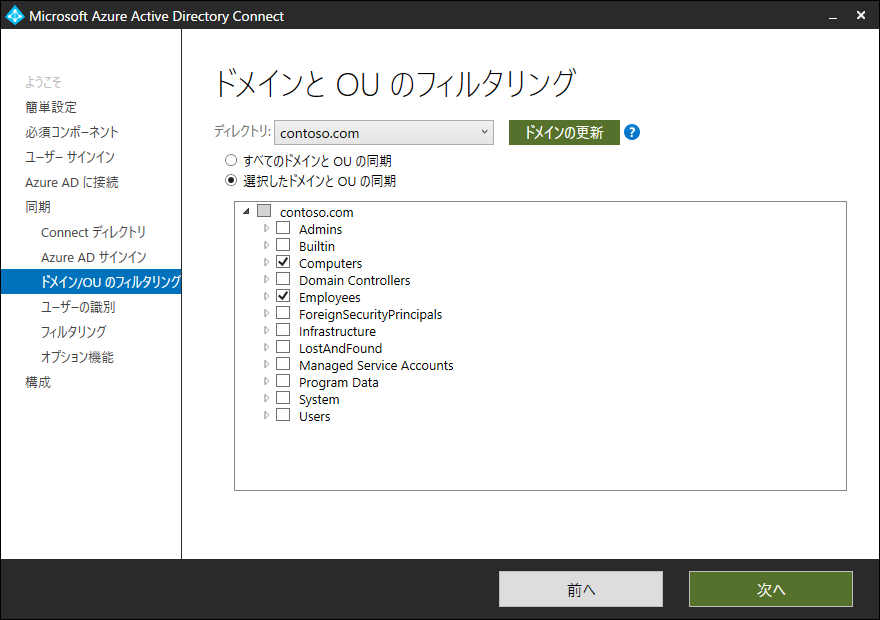 Microsoft Azure Active Directory Connect
ようこそ
簡単設定
必須コンポーネント
ユーザー サインイン
Azure AD に接続
同期
Connect ディレクトリ
Azure AD サインイン
ドメイン/OU のフィルタリング
ユーザーの識別
フィルタリング
オプション機能
構成
ドメインと OU のフィルタリング
ディレクトリ: contoso.com ドメインの更新 ?
すべてのドメインと OU の同期
選択したドメインと OU の同期
contoso.com
Admins
Builtin
Computers
Domain Controllers
Employees
ForeignSecurityPrincipals
Infrastructure
LostAndFound
Managed Service Accounts
Program Data
System
Users
前へ 次へ